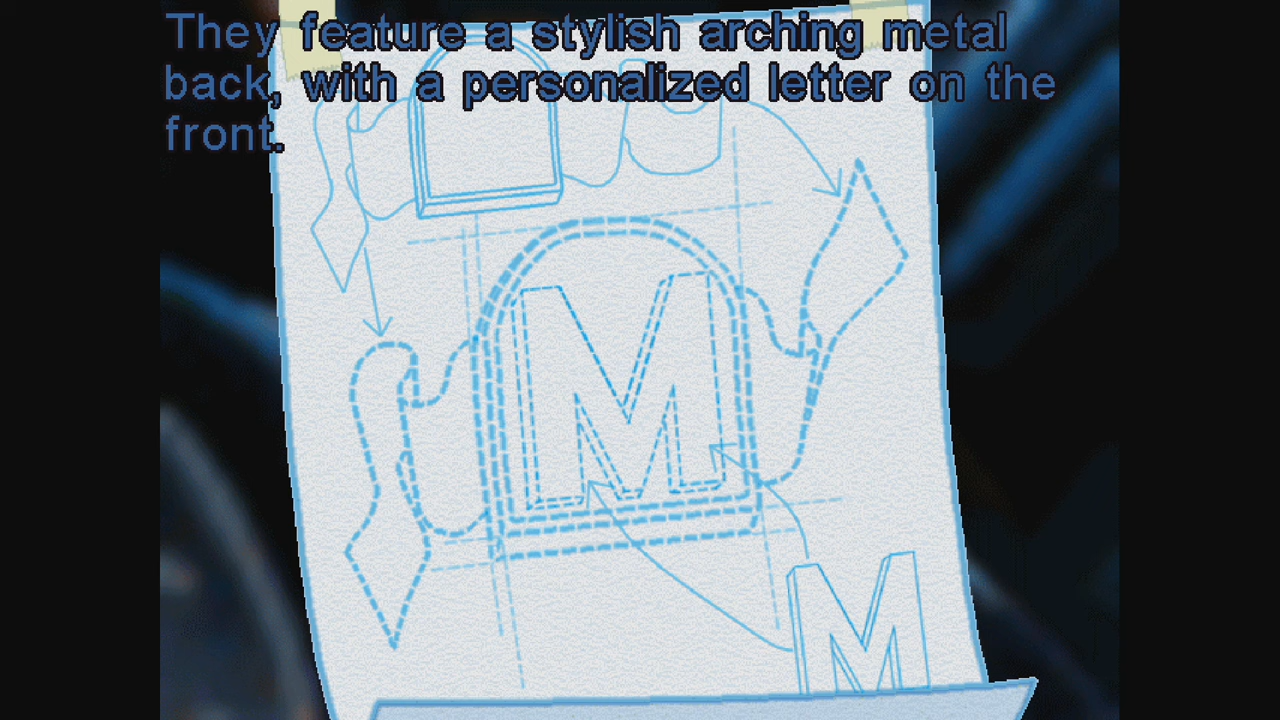 They feature a stylish arching metal
back, with a personalized letter on the
front.
M
M